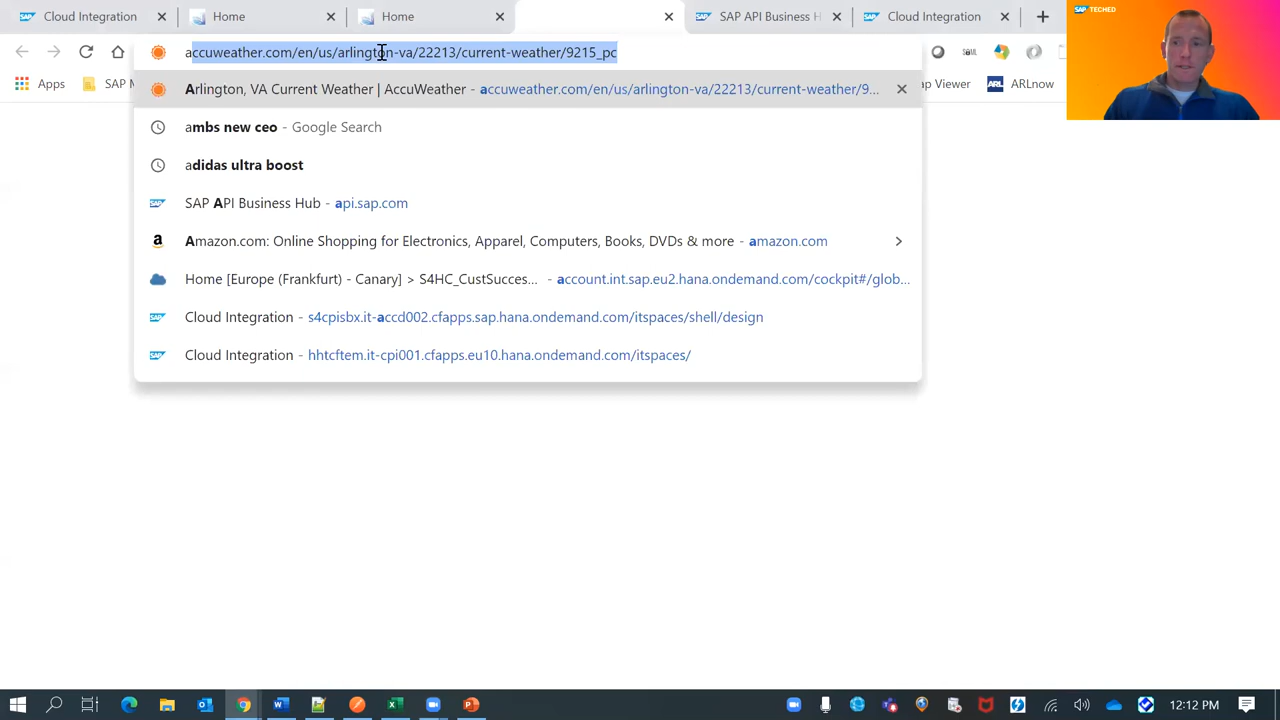 Cloud Integration
Home
Home
SAP API Business
Cloud Integration
SAP TECHED
accuweather.com/en/us/arlington-va/22213/current-weather/9215_pc
Apps
SAP M
ap Viewer
ARL ARLnow
Arlington, VA Current Weather | AccuWeather - accuweather.com/en/us/arlington-va/22213/current-weather/9...
ambs new ceo - Google Search
adidas ultra boost
SAP API Business Hub - api.sap.com
Amazon.com: Online Shopping for Electronics, Apparel, Computers, Books, DVDs & more - amazon.com
Home [Europe (Frankfurt) - Canary] > S4HC_CustSucces... - account.int.sap.eu2.hana.ondemand.com/cockpit#/glob...
Cloud Integration - s4cpisbx.it-accd002.cfapps.sap.hana.ondemand.com/itspaces/shell/design
Cloud Integration - hhtcftem.it-cpi001.cfapps.eu10.hana.ondemand.com/itspaces/
12:12 PM